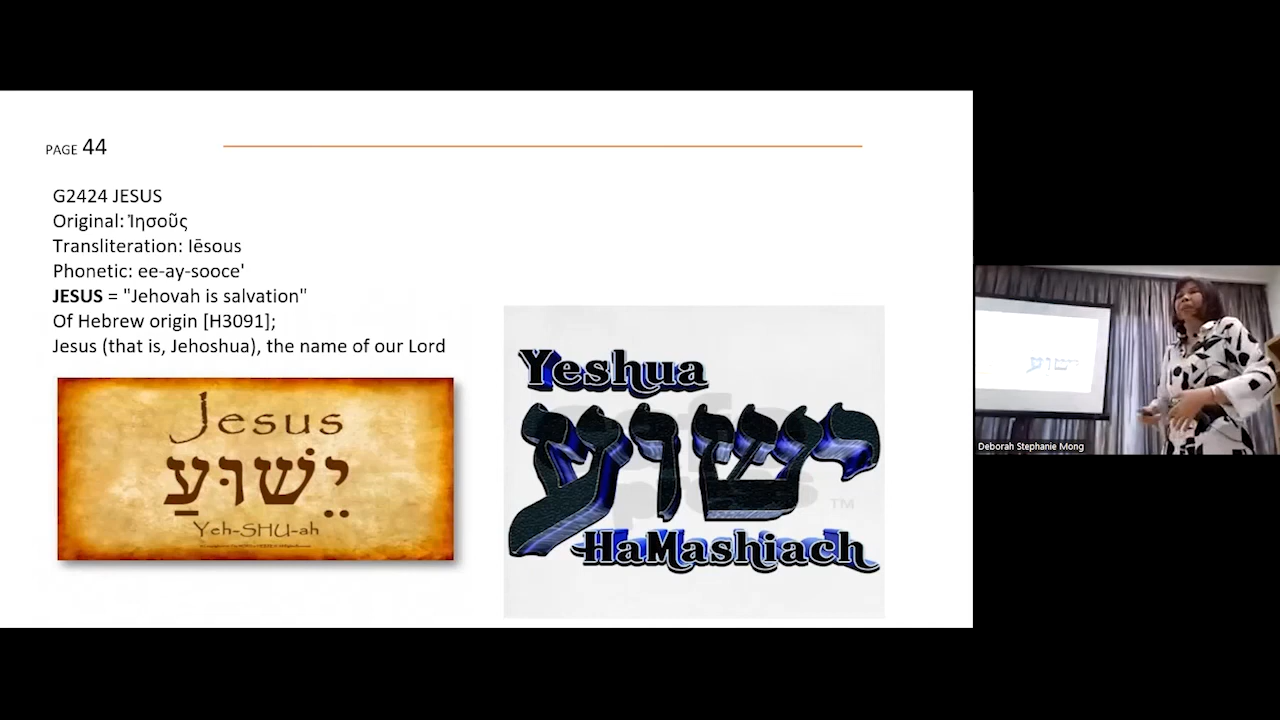 PAGE 44
G2424 JESUS
Original: Ἰησοῦς
Transliteration: Iēsous
Phonetic: ee-ay-sooce'
JESUS = "Jehovah is salvation"
Of Hebrew origin [H3091];
Jesus (that is, Jehoshua), the name of our Lord
Jesus
יֵשׁוּעַ
Yeh-SHU-ah
Yeshua
ישוע
HaMashiach
TM
ישוע
Deborah Stephanie Mong